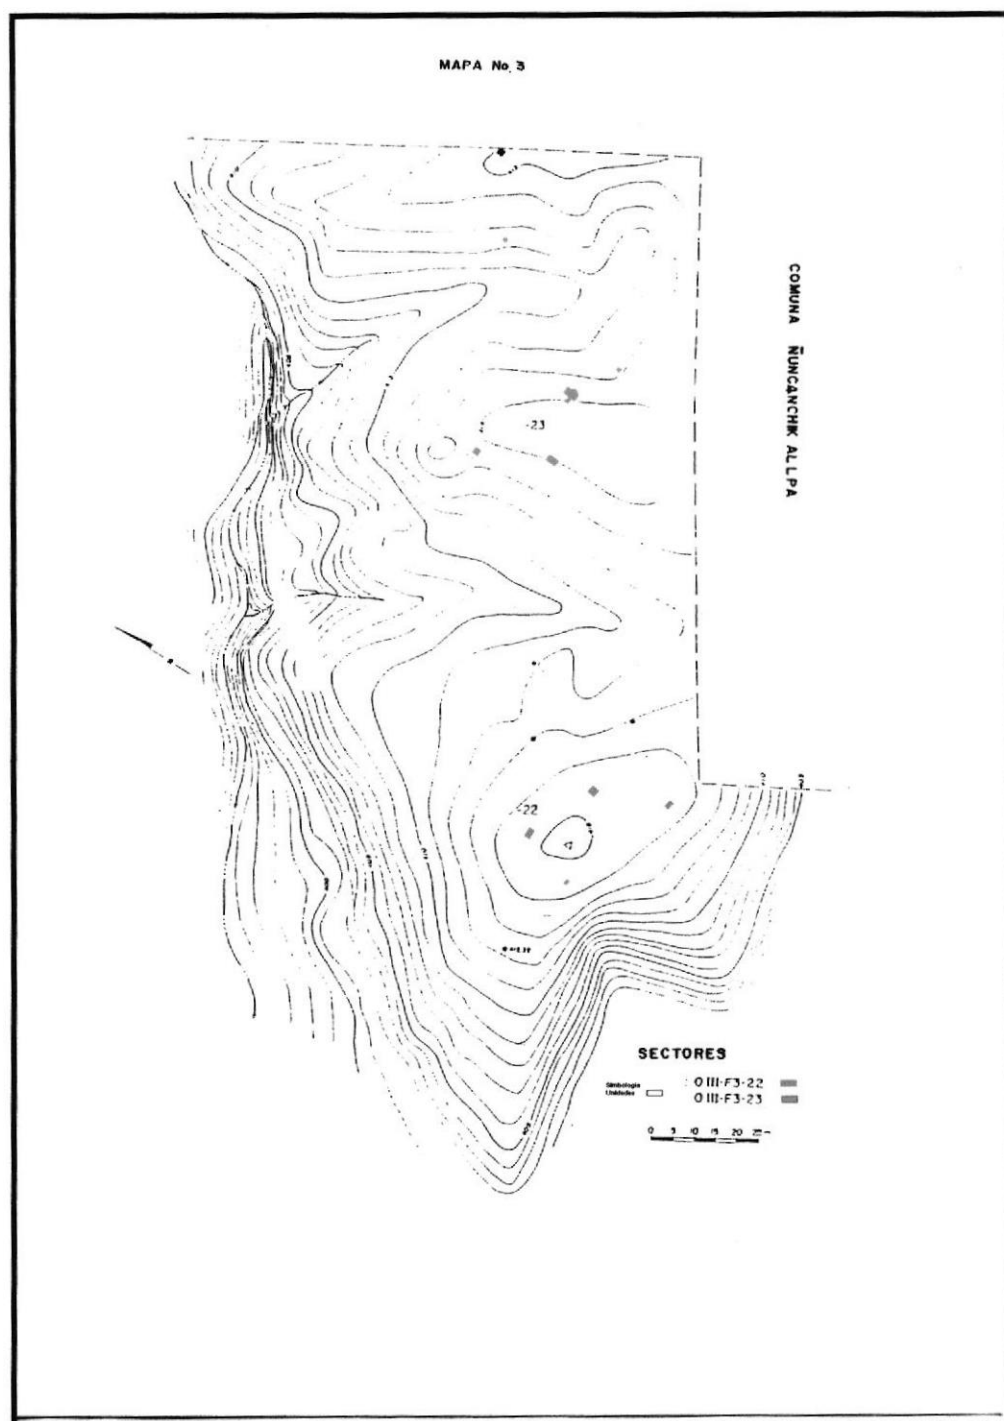 MAPA No. 3
COMUNA ÑUNCANCHIK ALLPA
-23
-22
SECTORES
Simbología : O III-F3-22
Unidades O III-F3-23
0 5 10 15 20 25 m